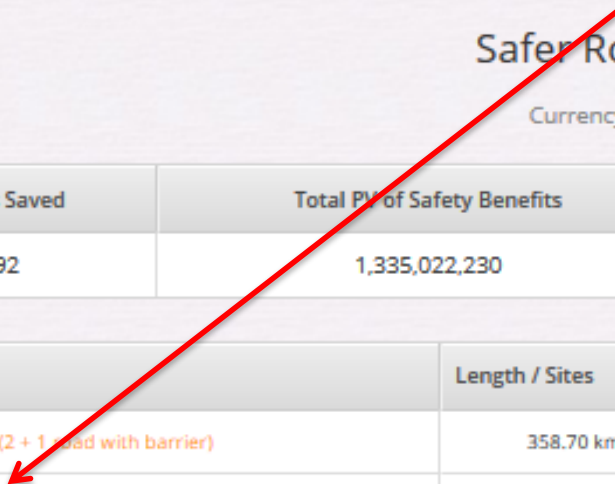 Safer Ro
Currency
Saved Total PV of Safety Benefits
92 1,335,022,230
Length / Sites
(2 + 1 road with barrier) 358.70 km